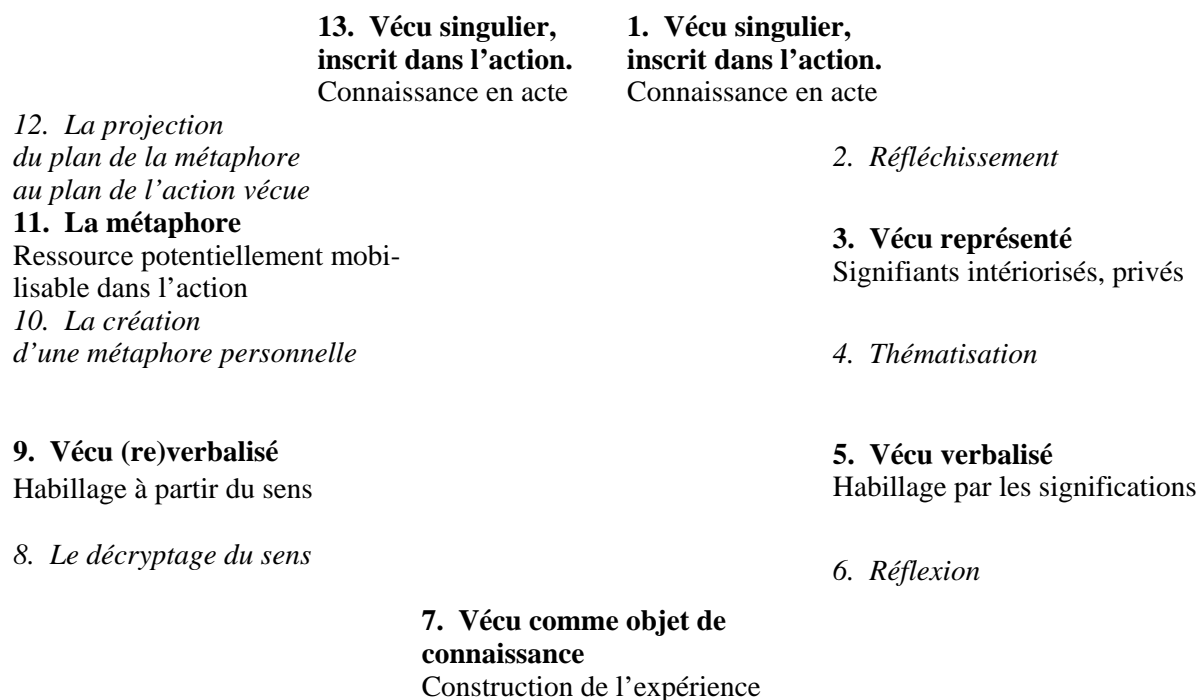 13. Vécu singulier,
inscrit dans l’action.
Connaissance en acte
1. Vécu singulier,
inscrit dans l’action.
Connaissance en acte
12. La projection
du plan de la métaphore
au plan de l’action vécue
2. Réfléchissement
11. La métaphore
Ressource potentiellement mobi-
lisable dans l’action
3. Vécu représenté
Signifiants intériorisés, privés
10. La création
d’une métaphore personnelle
4. Thématisation
9. Vécu (re)verbalisé
Habillage à partir du sens
5. Vécu verbalisé
Habillage par les significations
8. Le décryptage du sens
6. Réflexion
7. Vécu comme objet de
connaissance
Construction de l’expérience